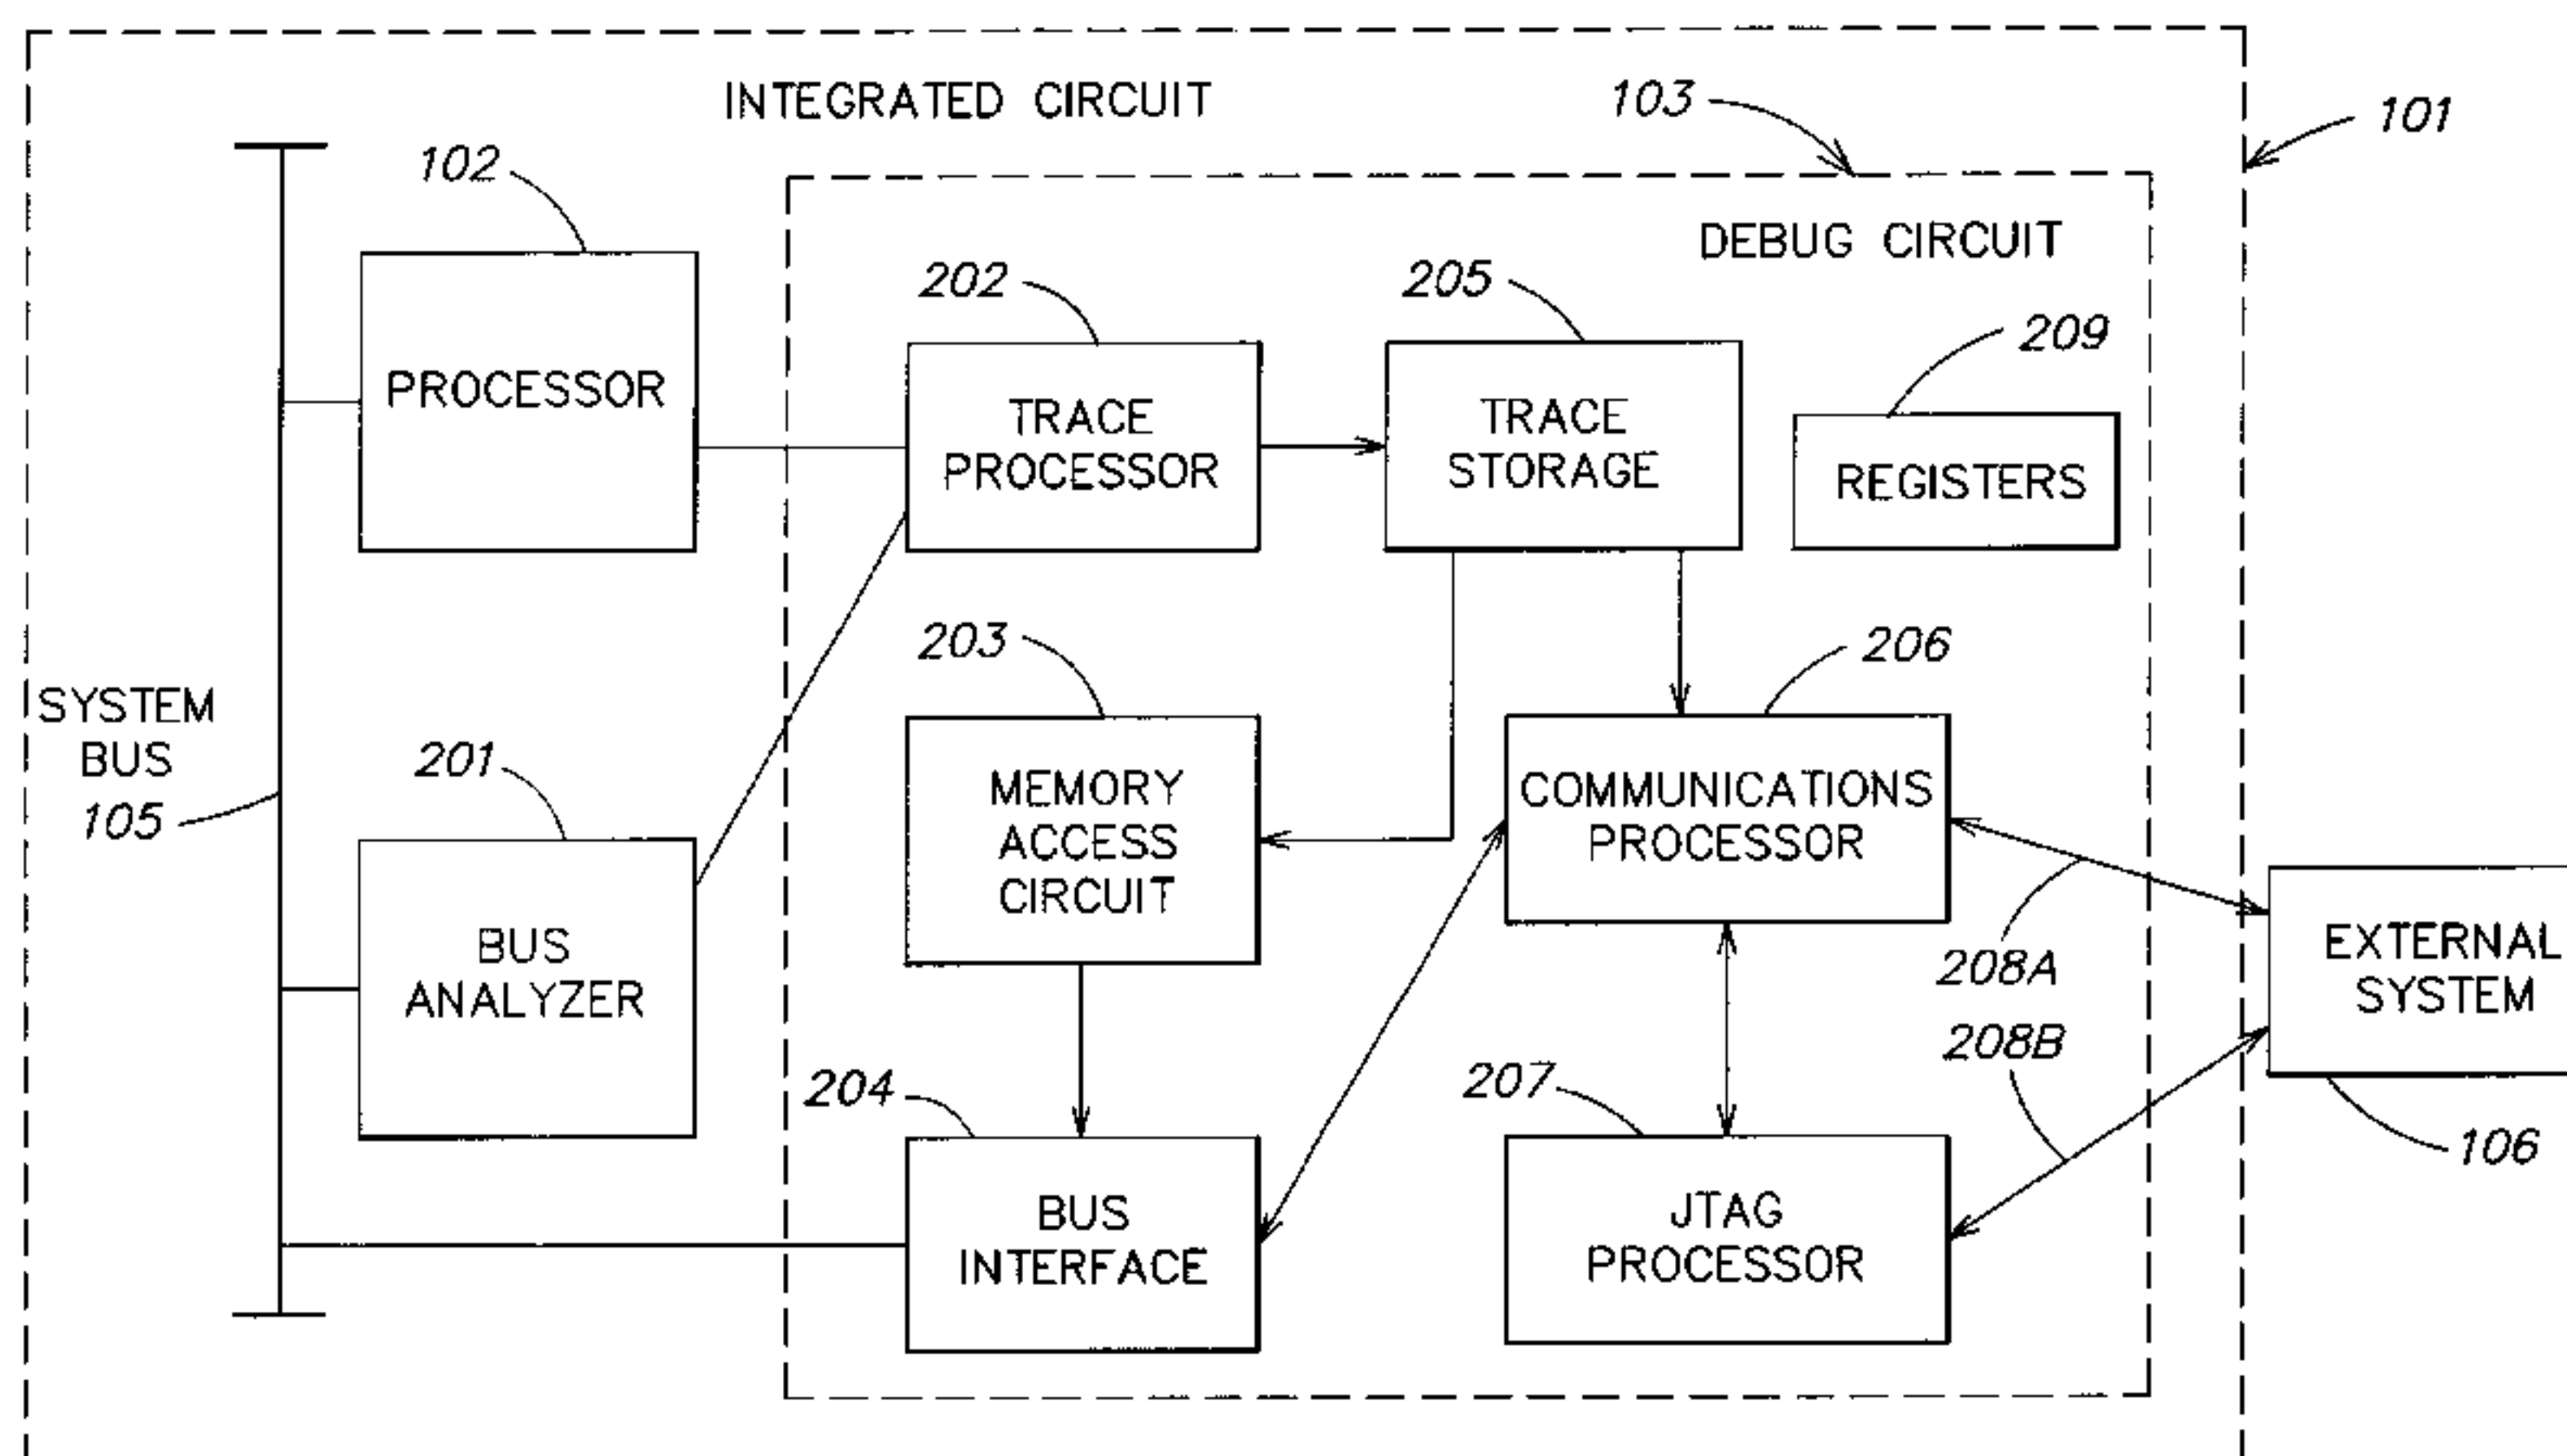 INTEGRATED CIRCUIT
103
101
102
DEBUG CIRCUIT
202
205
209
PROCESSOR
TRACE
PROCESSOR
TRACE
STORAGE
REGISTERS
203
206
SYSTEM
BUS
105
201
MEMORY
ACCESS
CIRCUIT
COMMUNICATIONS
PROCESSOR
BUS
ANALYZER
208A
EXTERNAL
SYSTEM
208B
204
207
106
BUS
INTERFACE
JTAG
PROCESSOR